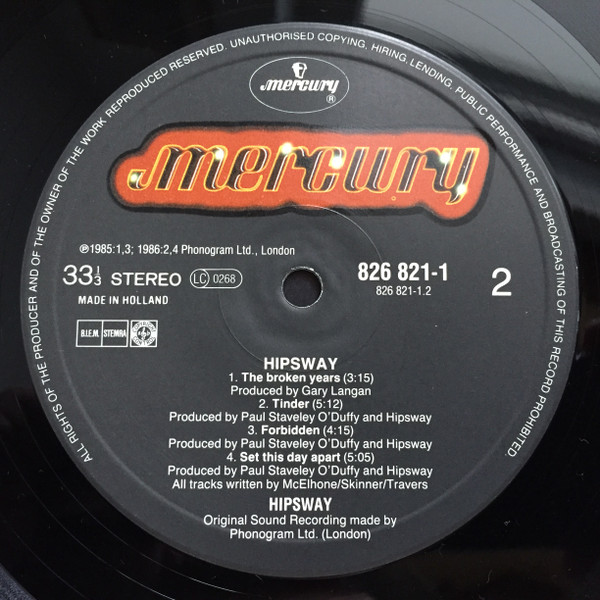 ALL RIGHTS OF THE PRODUCER AND OF THE OWNER OF THE WORK REPRODUCED RESERVED. UNAUTHORISED COPYING, HIRING, LENDING, PUBLIC PERFORMANCE AND BROADCASTING OF THIS RECORD PROHIBITED.
mercury ®
mercury
℗1985:1,3; 1986:2,4 Phonogram Ltd., London
33 1/3 STEREO LC 0268
826 821-1
2
MADE IN HOLLAND
826 821-1.2
B.I.E.M. STEMRA
HIPSWAY
1. The broken years (3:15)
Produced by Gary Langan
2. Tinder (5:12)
Produced by Paul Staveley O'Duffy and Hipsway
3. Forbidden (4:15)
Produced by Paul Staveley O'Duffy and Hipsway
4. Set this day apart (5:05)
Produced by Paul Staveley O'Duffy and Hipsway
All tracks written by McElhone/Skinner/Travers
HIPSWAY
Original Sound Recording made by
Phonogram Ltd. (London)